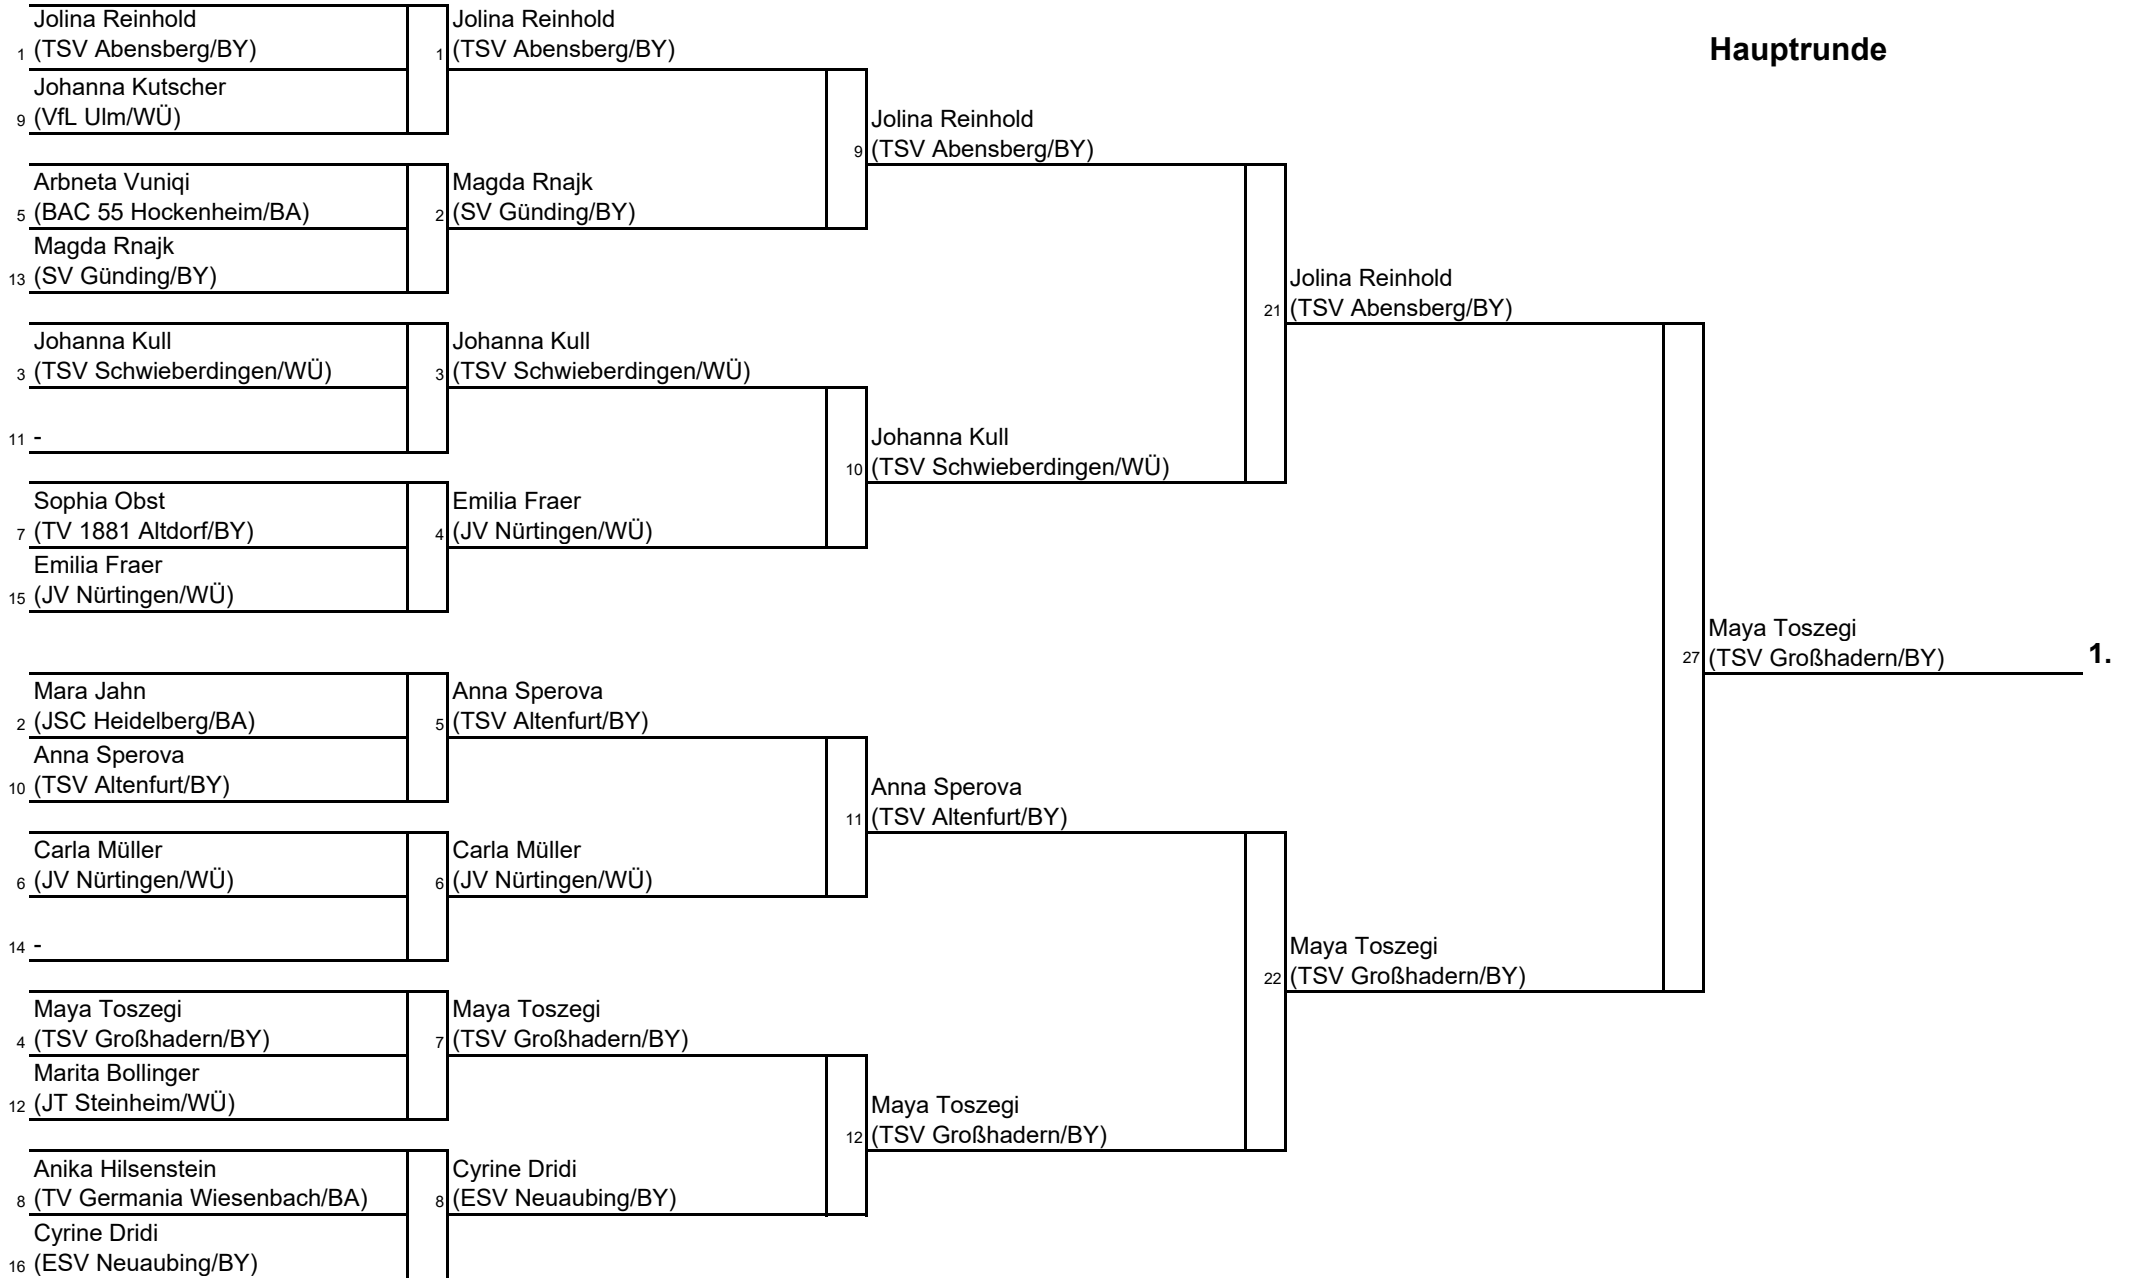 Hauptrunde
Jolina Reinhold
1 (TSV Abensberg/BY)
Johanna Kutscher
9 (VfL Ulm/WÜ)
Arbneta Vuniqi
5 (BAC 55 Hockenheim/BA)
Magda Rnajk
13 (SV Günding/BY)
Johanna Kull
3 (TSV Schwieberdingen/WÜ)
11 -
Sophia Obst
7 (TV 1881 Altdorf/BY)
Emilia Fraer
15 (JV Nürtingen/WÜ)
Mara Jahn
2 (JSC Heidelberg/BA)
Anna Sperova
10 (TSV Altenfurt/BY)
Carla Müller
6 (JV Nürtingen/WÜ)
14 -
Maya Toszegi
4 (TSV Großhadern/BY)
Marita Bollinger
12 (JT Steinheim/WÜ)
Anika Hilsenstein
8 (TV Germania Wiesenbach/BA)
Cyrine Dridi
16 (ESV Neuaubing/BY)
Jolina Reinhold
1 (TSV Abensberg/BY)
Magda Rnajk
2 (SV Günding/BY)
Johanna Kull
3 (TSV Schwieberdingen/WÜ)
Emilia Fraer
4 (JV Nürtingen/WÜ)
Anna Sperova
5 (TSV Altenfurt/BY)
Carla Müller
6 (JV Nürtingen/WÜ)
Maya Toszegi
7 (TSV Großhadern/BY)
Cyrine Dridi
8 (ESV Neuaubing/BY)
Jolina Reinhold
9 (TSV Abensberg/BY)
Johanna Kull
10 (TSV Schwieberdingen/WÜ)
Anna Sperova
11 (TSV Altenfurt/BY)
Maya Toszegi
12 (TSV Großhadern/BY)
Jolina Reinhold
21 (TSV Abensberg/BY)
Maya Toszegi
22 (TSV Großhadern/BY)
Maya Toszegi
27 (TSV Großhadern/BY) 1.